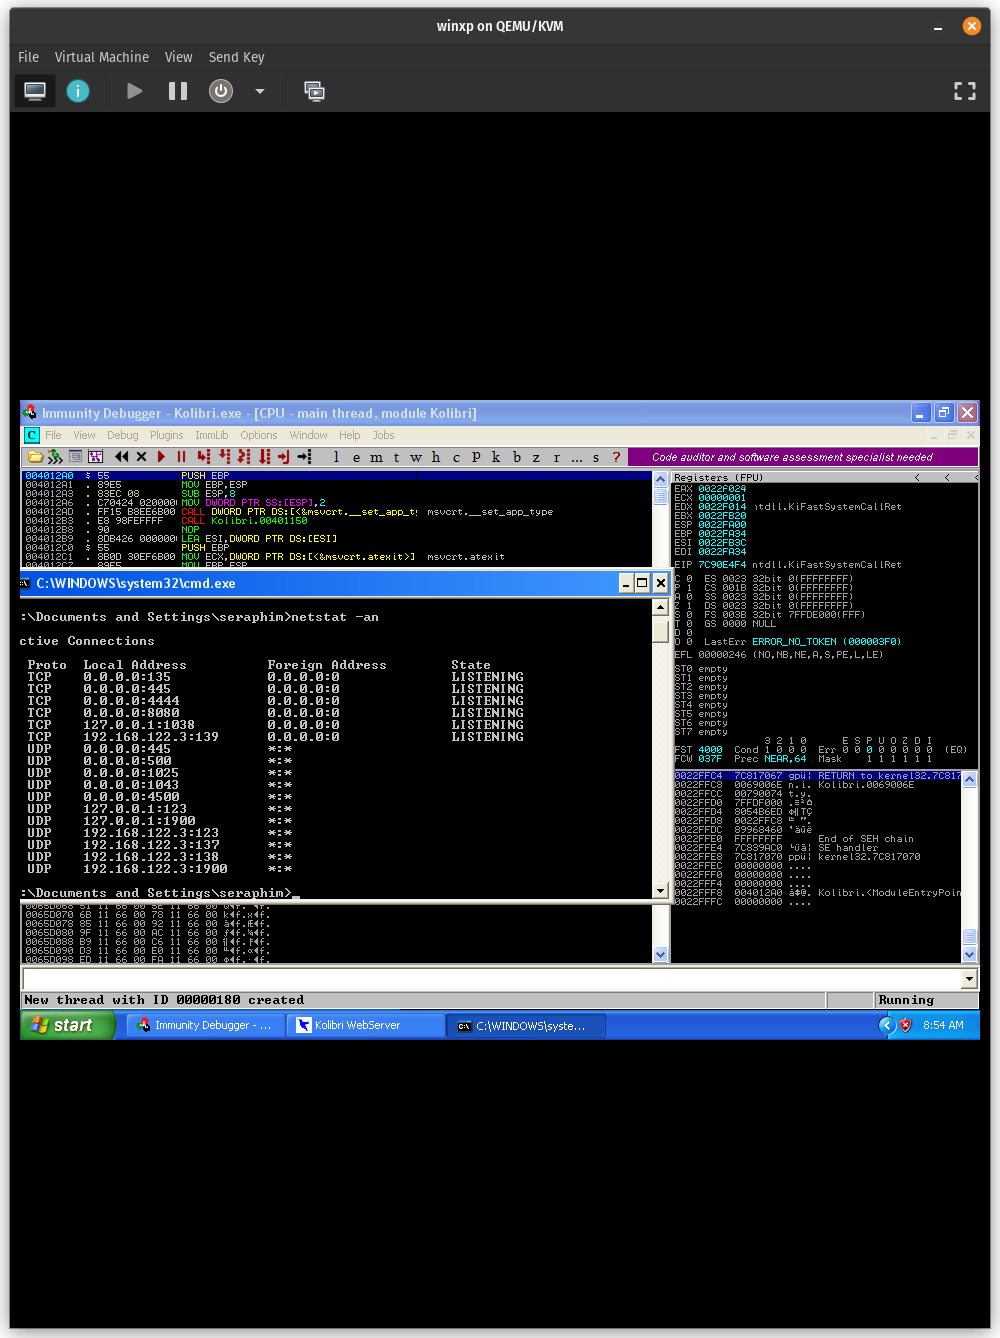 winxp on QEMU/KVM
File Virtual Machine View Send Key
Immunity Debugger - Kolibri.exe - [CPU - main thread, module Kolibri]
C File View Debug Plugins ImmLib Options Window Help Jobs
l e m t w h c p k b z r ... s ? Code auditor and software assessment specialist needed
004012A0 $ 55 PUSH EBP
004012A1 . 89E5 MOV EBP,ESP
004012A3 . 83EC 08 SUB ESP,8
004012A6 . C70424 020000 MOV DWORD PTR SS:[ESP],2
004012AD . FF15 B8EE6B00 CALL DWORD PTR DS:[<&msvcrt.__set_app_ty msvcrt.__set_app_type
004012B3 . E8 98FEFFFF CALL Kolibri.00401150
004012B8 . 90 NOP
004012B9 . 8DB426 000000 LEA ESI,DWORD PTR DS:[ESI]
004012C0 $ 55 PUSH EBP
004012C1 . 8B0D 30EF6B00 MOV ECX,DWORD PTR DS:[<&msvcrt.atexit>] msvcrt.atexit
004012C7 . 89E5 MOV EBP,ESP
Registers (FPU) < < <
EAX 0022F024
ECX 00000001
EDX 0022F014 ntdll.KiFastSystemCallRet
EBX 0022FB20
ESP 0022FA00
EBP 0022FA34
ESI 0022FB3C
EDI 0022FA34
EIP 7C90E4F4 ntdll.KiFastSystemCallRet
C 0 ES 0023 32bit 0(FFFFFFFF)
P 1 CS 001B 32bit 0(FFFFFFFF)
A 0 SS 0023 32bit 0(FFFFFFFF)
Z 1 DS 0023 32bit 0(FFFFFFFF)
S 0 FS 003B 32bit 7FFDE000(FFF)
T 0 GS 0000 NULL
D 0
O 0 LastErr ERROR_NO_TOKEN (000003F0)
EFL 00000246 (NO,NB,NE,A,S,PE,L,LE)
ST0 empty
ST1 empty
ST2 empty
ST3 empty
ST4 empty
ST5 empty
ST6 empty
ST7 empty
3 2 1 0 E S P U O Z D I
FST 4000 Cond 1 0 0 0 Err 0 0 0 0 0 0 0 0 (EQ)
FCW 037F Prec NEAR,64 Mask 1 1 1 1 1 1
C:\WINDOWS\system32\cmd.exe
:\Documents and Settings\seraphim>netstat -an
ctive Connections
Proto Local Address Foreign Address State
TCP 0.0.0.0:135 0.0.0.0:0 LISTENING
TCP 0.0.0.0:445 0.0.0.0:0 LISTENING
TCP 0.0.0.0:4444 0.0.0.0:0 LISTENING
TCP 0.0.0.0:8080 0.0.0.0:0 LISTENING
TCP 127.0.0.1:1038 0.0.0.0:0 LISTENING
TCP 192.168.122.3:139 0.0.0.0:0 LISTENING
UDP 0.0.0.0:445 *:*
UDP 0.0.0.0:500 *:*
UDP 0.0.0.0:1025 *:*
UDP 0.0.0.0:1043 *:*
UDP 0.0.0.0:4500 *:*
UDP 127.0.0.1:123 *:*
UDP 127.0.0.1:1900 *:*
UDP 192.168.122.3:123 *:*
UDP 192.168.122.3:137 *:*
UDP 192.168.122.3:138 *:*
UDP 192.168.122.3:1900 *:*
:\Documents and Settings\seraphim>_
0022FFC4 7C817067 RETURN to kernel32.7C817
0022FFC8 0069006E n.i. Kolibri.0069006E
0022FFCC 00790074 t.y.
0022FFD0 7FFDF000
0022FFD4 8054B6ED
0022FFD8 0022FFC8
0022FFDC 89968460
0022FFE0 FFFFFFFF End of SEH chain
0022FFE4 7C839AC0 SE handler
0022FFE8 7C817070 kernel32.7C817070
0022FFEC 00000000 ....
0022FFF0 00000000 ....
0022FFF4 00000000 ....
0022FFF8 004012A0 Kolibri.<ModuleEntryPoin
0022FFFC 00000000 ....
0065D070 6B 11 66 00 78 11 66 00
0065D078 85 11 66 00 92 11 66 00
0065D080 9F 11 66 00 AC 11 66 00
0065D088 B9 11 66 00 C6 11 66 00
0065D090 D3 11 66 00 E0 11 66 00
0065D098 ED 11 66 00 FA 11 66 00
New thread with ID 00000180 created Running
start Immunity Debugger - ... Kolibri WebServer C:\WINDOWS\syste... 8:54 AM